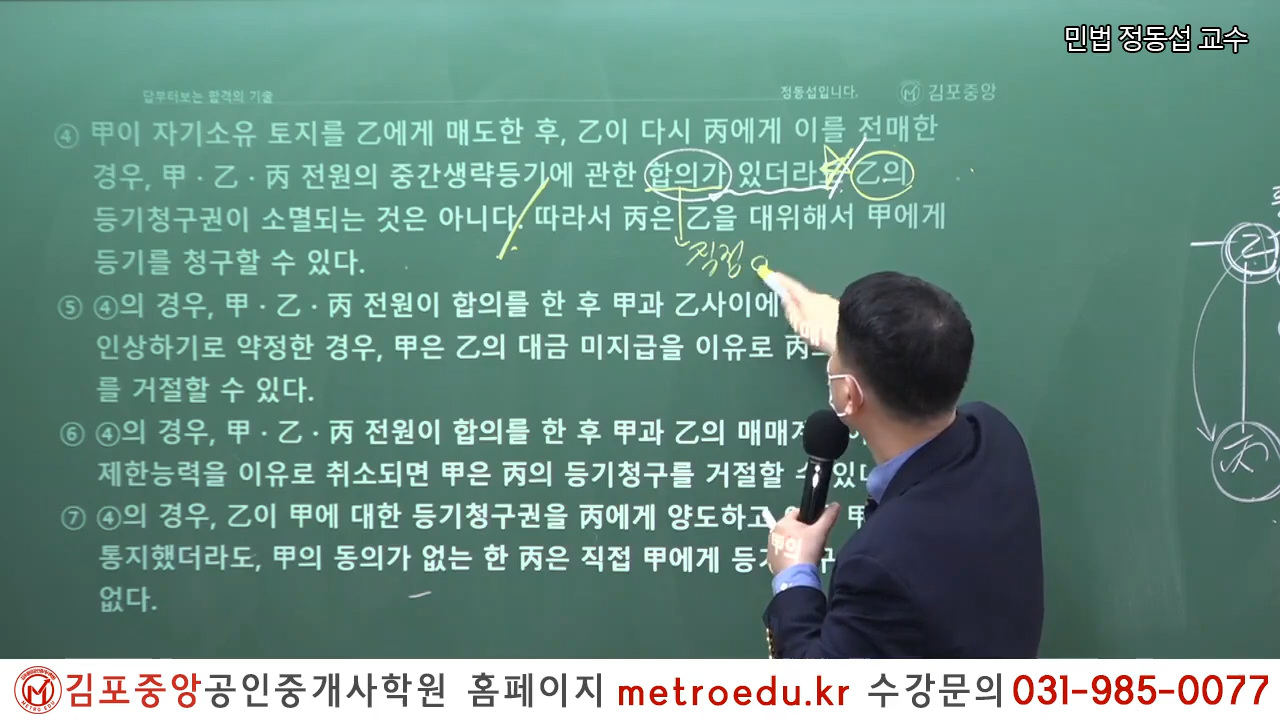 민법 정동섭 교수
답부터보는 합격의 기술
정동섭입니다.
김포중앙
④ 甲이 자기소유 토지를 乙에게 매도한 후, 乙이 다시 丙에게 이를 전매한
경우, 甲·乙·丙 전원의 중간생략등기에 관한 합의가 있더라도 乙의
등기청구권이 소멸되는 것은 아니다. 따라서 丙은 乙을 대위해서 甲에게
등기를 청구할 수 있다.
직접 O
乙
丙
⑤ ④의 경우, 甲·乙·丙 전원이 합의를 한 후 甲과 乙사이에
인상하기로 약정한 경우, 甲은 乙의 대금 미지급을 이유로 丙의
를 거절할 수 있다.
⑥ ④의 경우, 甲·乙·丙 전원이 합의를 한 후 甲과 乙의
제한능력을 이유로 취소되면 甲은 丙의 등기청구를 거절할 수 있다
⑦ ④의 경우, 乙이 甲에 대한 등기청구권을 丙에게 양도하고
통지했더라도, 甲의 동의가 없는 한 丙은 직접 甲에게
없다.
甲의
METRO EDU
김포중앙공인중개사학원 홈페이지 metroedu.kr 수강문의 031-985-0077